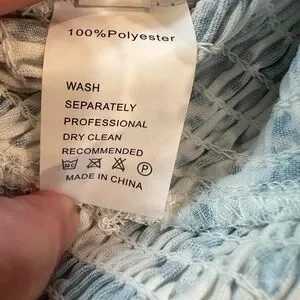 100%Polyester
WASH
SEPARATELY
PROFESSIONAL
DRY CLEAN
RECOMMENDED
P
MADE IN CHINA